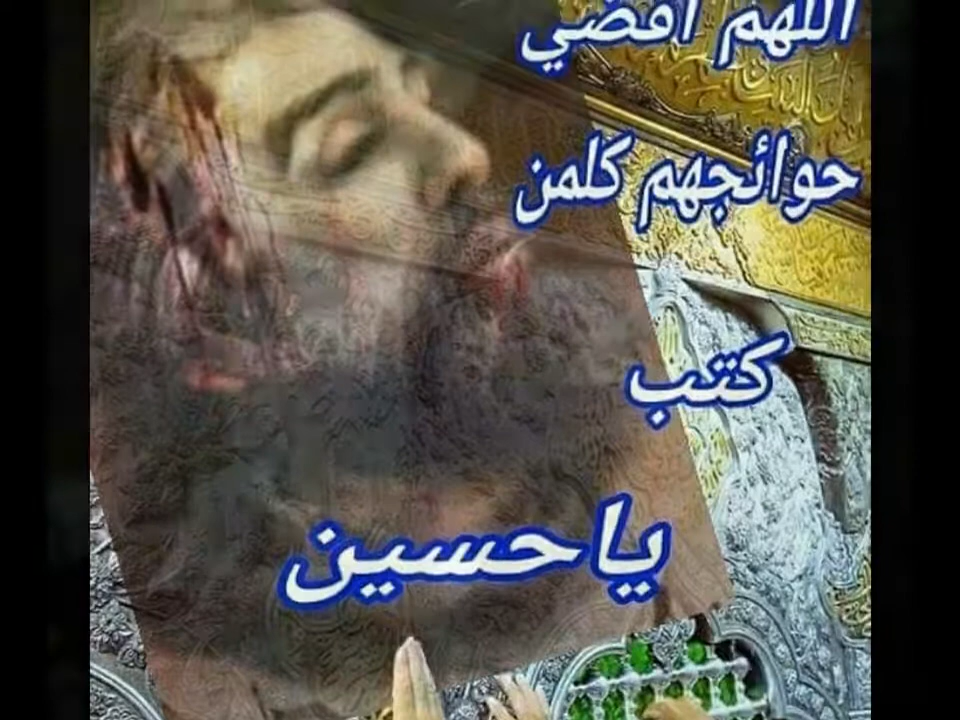 اللهم اقضي
حوائجهم كلمن
كتب
ياحسين